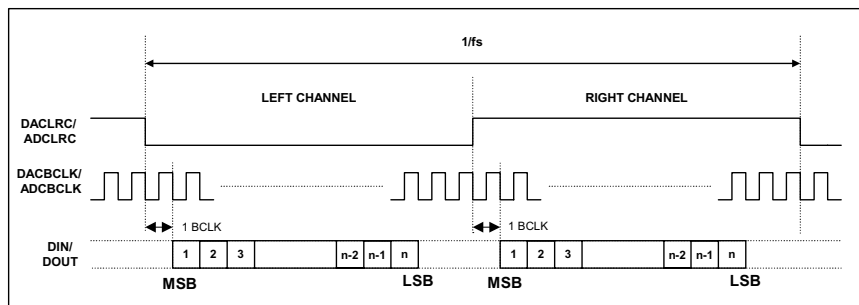 1/fs
LEFT CHANNEL
RIGHT CHANNEL
DACLRC/
ADCLRC
DACBCLK/
ADCBCLK
1 BCLK
1 BCLK
DIN/
DOUT
1 2 3 n-2 n-1 n 1 2 3 n-2 n-1 n
MSB LSB MSB LSB